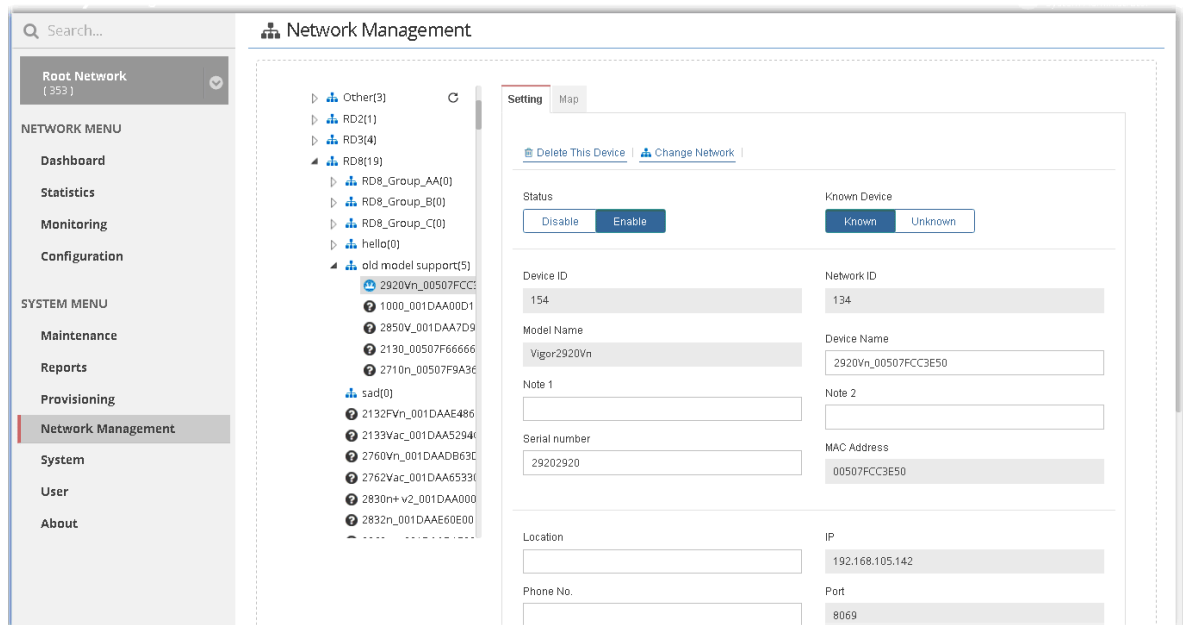 Search...
Network Management
Root Network
( 353 )
NETWORK MENU
Dashboard
Statistics
Monitoring
Configuration
SYSTEM MENU
Maintenance
Reports
Provisioning
Network Management
System
User
About
Other(3)
RD2(1)
RD3(4)
RD8(19)
RD8_Group_AA(0)
RD8_Group_B(0)
RD8_Group_C(0)
hello(0)
old model support(5)
2920Vn_00507FCC3
1000_001DAA00D1
2850V_001DAA7D9
2130_00507F66666
2710n_00507F9A36
sad(0)
2132FVn_001DAAE486
2133Vac_001DAA5294
2760Vn_001DAADB63D
2762Vac_001DAA6533
2830n+ v2_001DAA000
2832n_001DAAE60E00
Setting
Map
Delete This Device | Change Network |
Status
Disable Enable
Known Device
Known Unknown
Device ID
154
Network ID
134
Model Name
Vigor2920Vn
Device Name
2920Vn_00507FCC3E50
Note 1
Note 2
Serial number
29202920
MAC Address
00507FCC3E50
Location
IP
192.168.105.142
Phone No.
Port
8069